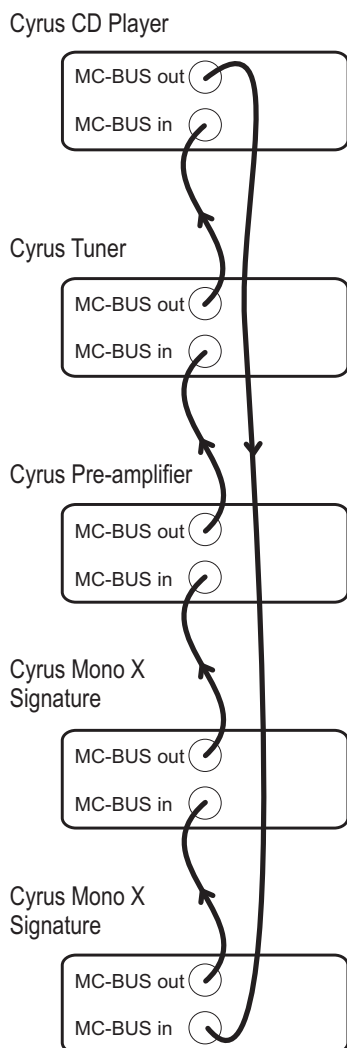 Cyrus CD Player
MC-BUS out
MC-BUS in
Cyrus Tuner
MC-BUS out
MC-BUS in
Cyrus Pre-amplifier
MC-BUS out
MC-BUS in
Cyrus Mono X
Signature
MC-BUS out
MC-BUS in
Cyrus Mono X
Signature
MC-BUS out
MC-BUS in